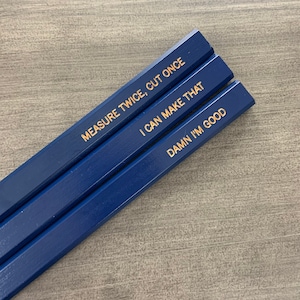 MEASURE TWICE, CUT ONCE
I CAN MAKE THAT
DAMN I'M GOOD